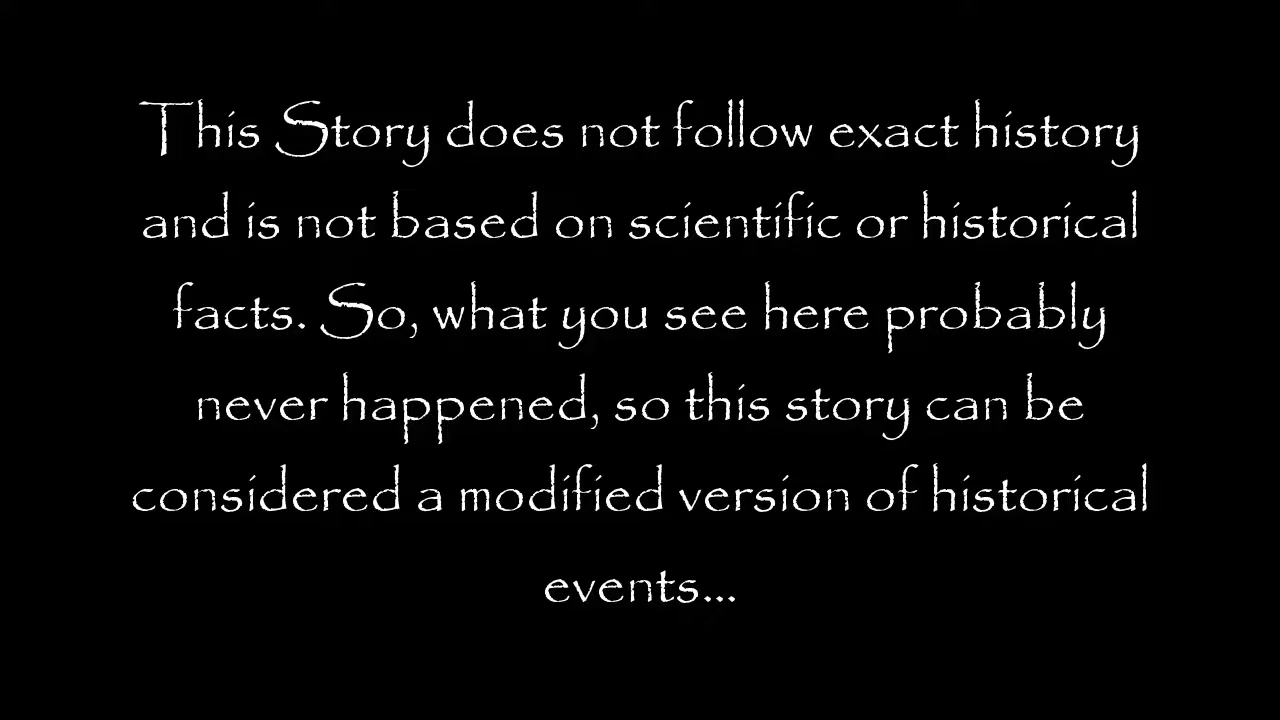 This Story does not follow exact history
and is not based on scientific or historical
facts. So, what you see here probably
never happened, so this story can be
considered a modified version of historical
events...